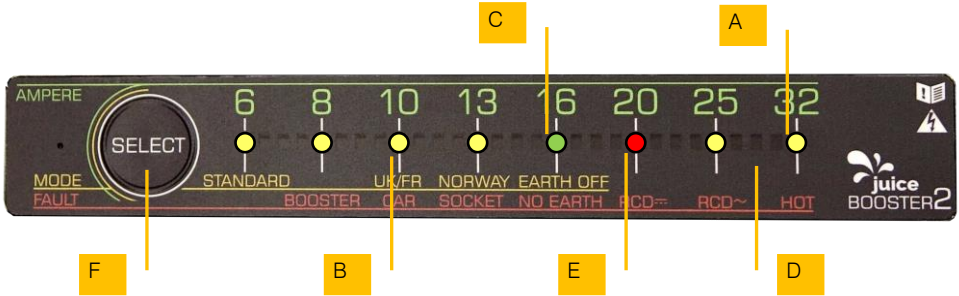 C
A
AMPERE 6 8 10 13 16 20 25 32
SELECT
MODE STANDARD UK/FR NORWAY EARTH OFF
FAULT BOOSTER CAR SOCKET NO EARTH RCD⎓ RCD~ HOT
juice
BOOSTER2
F B E D